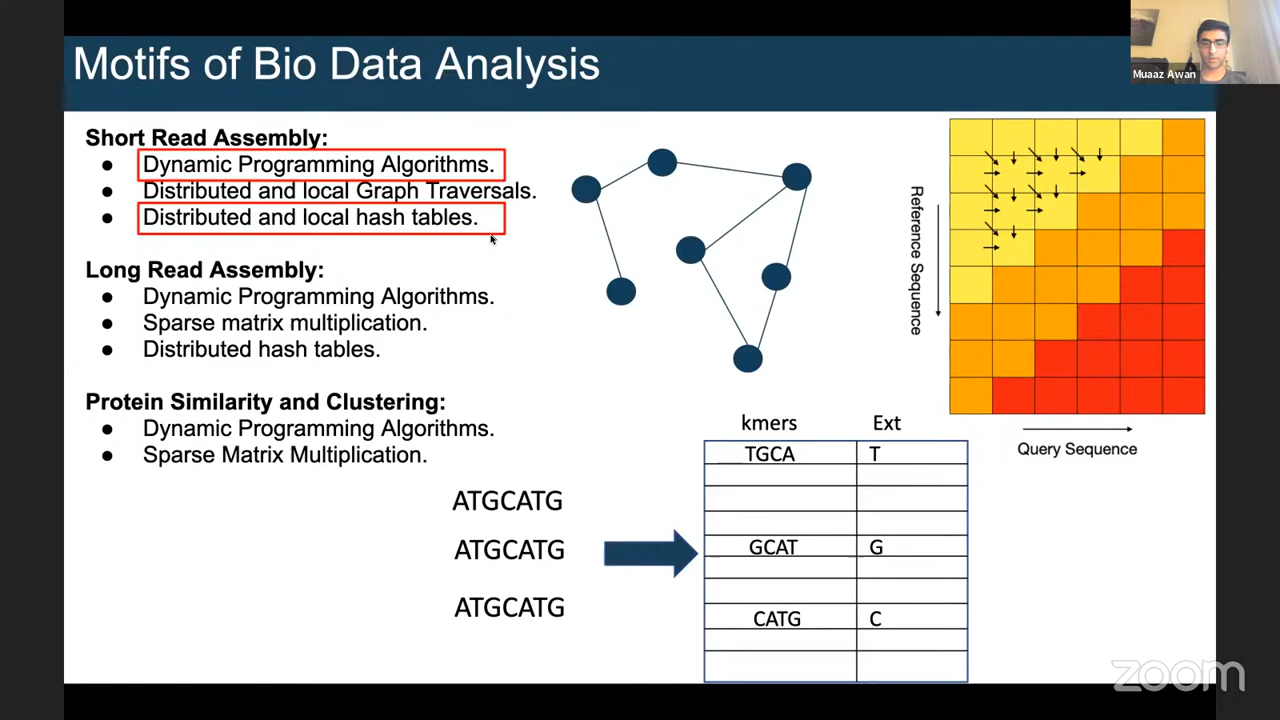 Motifs of Bio Data Analysis
Muaaz Awan
Short Read Assembly:
● Dynamic Programming Algorithms.
● Distributed and local Graph Traversals.
● Distributed and local hash tables.
Long Read Assembly:
● Dynamic Programming Algorithms.
● Sparse matrix multiplication.
● Distributed hash tables.
Protein Similarity and Clustering:
● Dynamic Programming Algorithms.
● Sparse Matrix Multiplication.
Reference Sequence
Query Sequence
ATGCATG
ATGCATG
ATGCATG
kmers Ext
TGCA T
GCAT G
CATG C
zoom